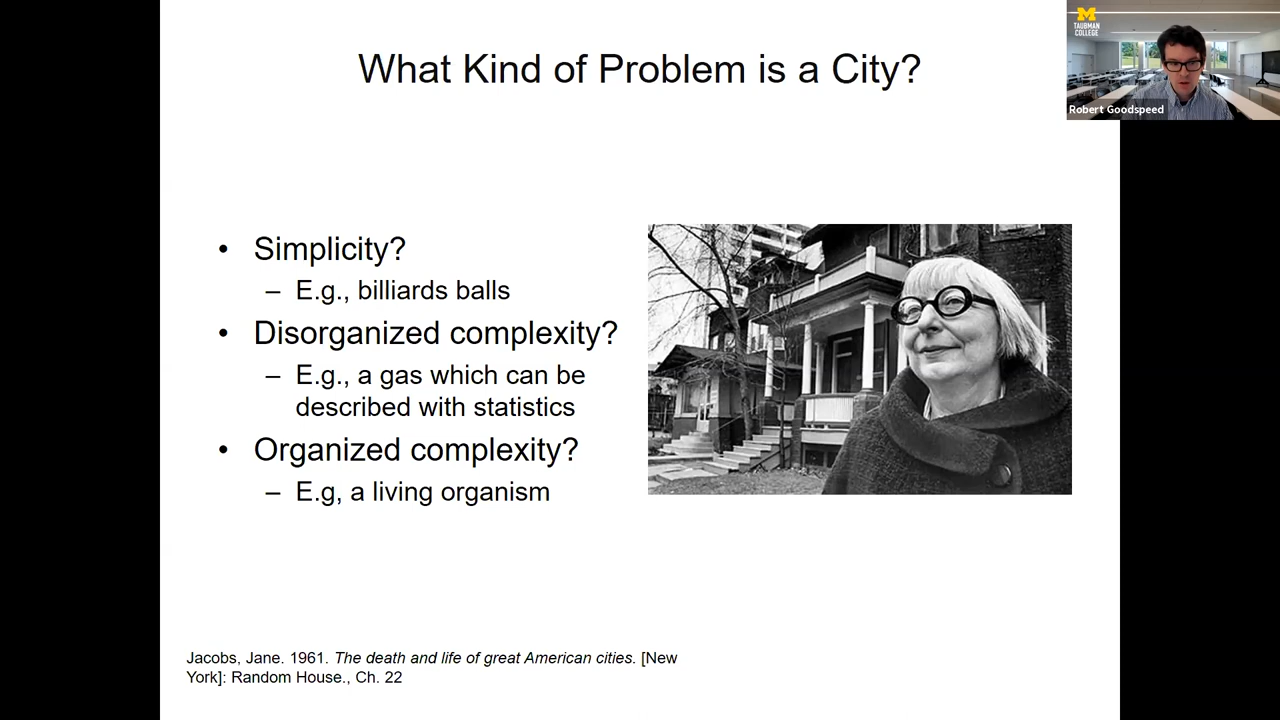 What Kind of Problem is a City?
M
TAUBMAN
COLLEGE
Robert Goodspeed
• Simplicity?
– E.g., billiards balls
• Disorganized complexity?
– E.g., a gas which can be
described with statistics
• Organized complexity?
– E.g, a living organism
Jacobs, Jane. 1961. The death and life of great American cities. [New
York]: Random House., Ch. 22